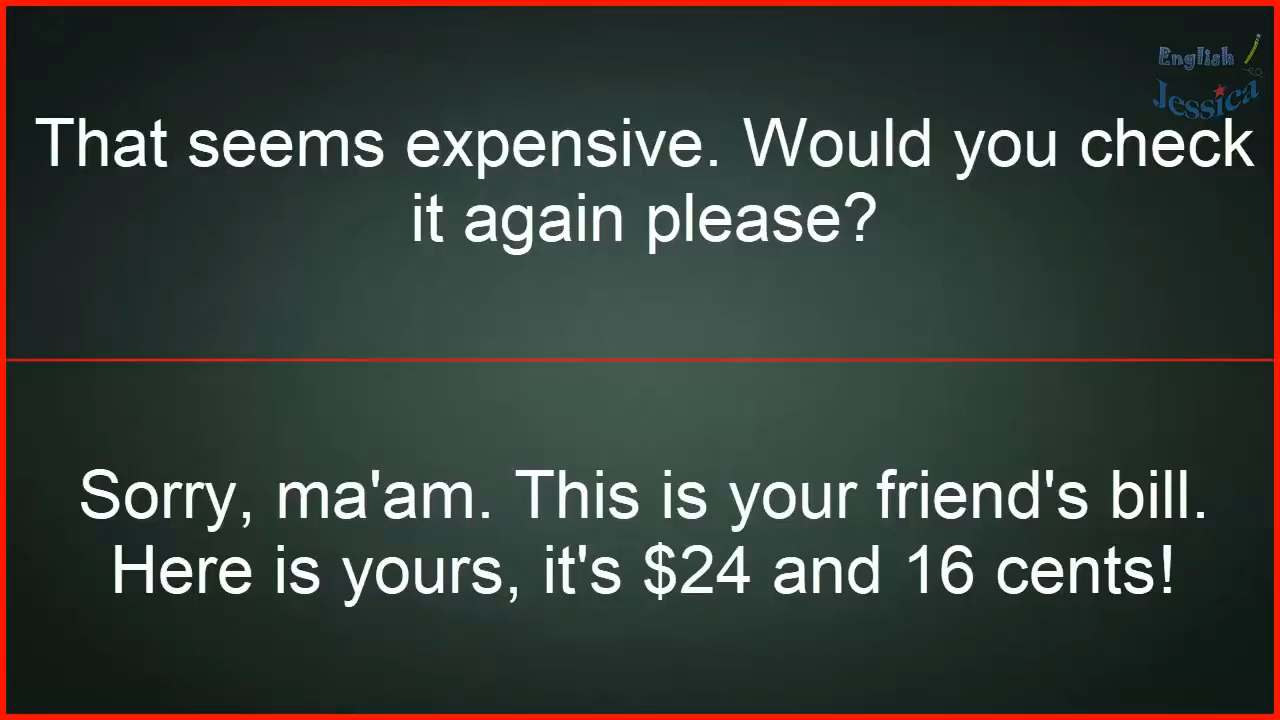 English
Jessica
That seems expensive. Would you check
it again please?
Sorry, ma'am. This is your friend's bill.
Here is yours, it's $24 and 16 cents!